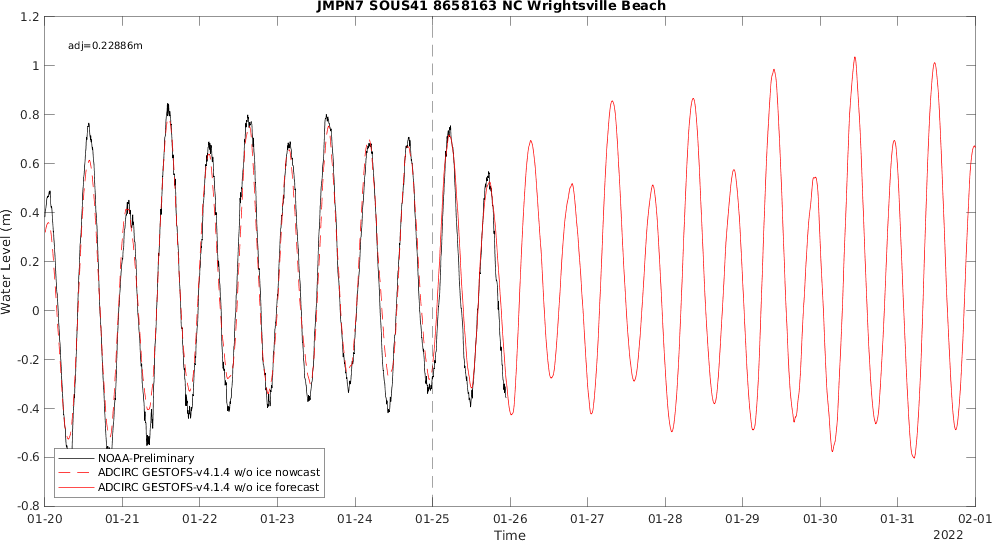 JMPN7 SOUS41 8658163 NC Wrightsville Beach
adj=0.22886m
1.2
1
0.8
0.6
0.4
0.2
0
-0.2
-0.4
-0.6
-0.8
Water Level (m)
NOAA-Preliminary
ADCIRC GESTOFS-v4.1.4 w/o ice nowcast
ADCIRC GESTOFS-v4.1.4 w/o ice forecast
01-20 01-21 01-22 01-23 01-24 01-25 01-26 01-27 01-28 01-29 01-30 01-31 02-01
Time
2022